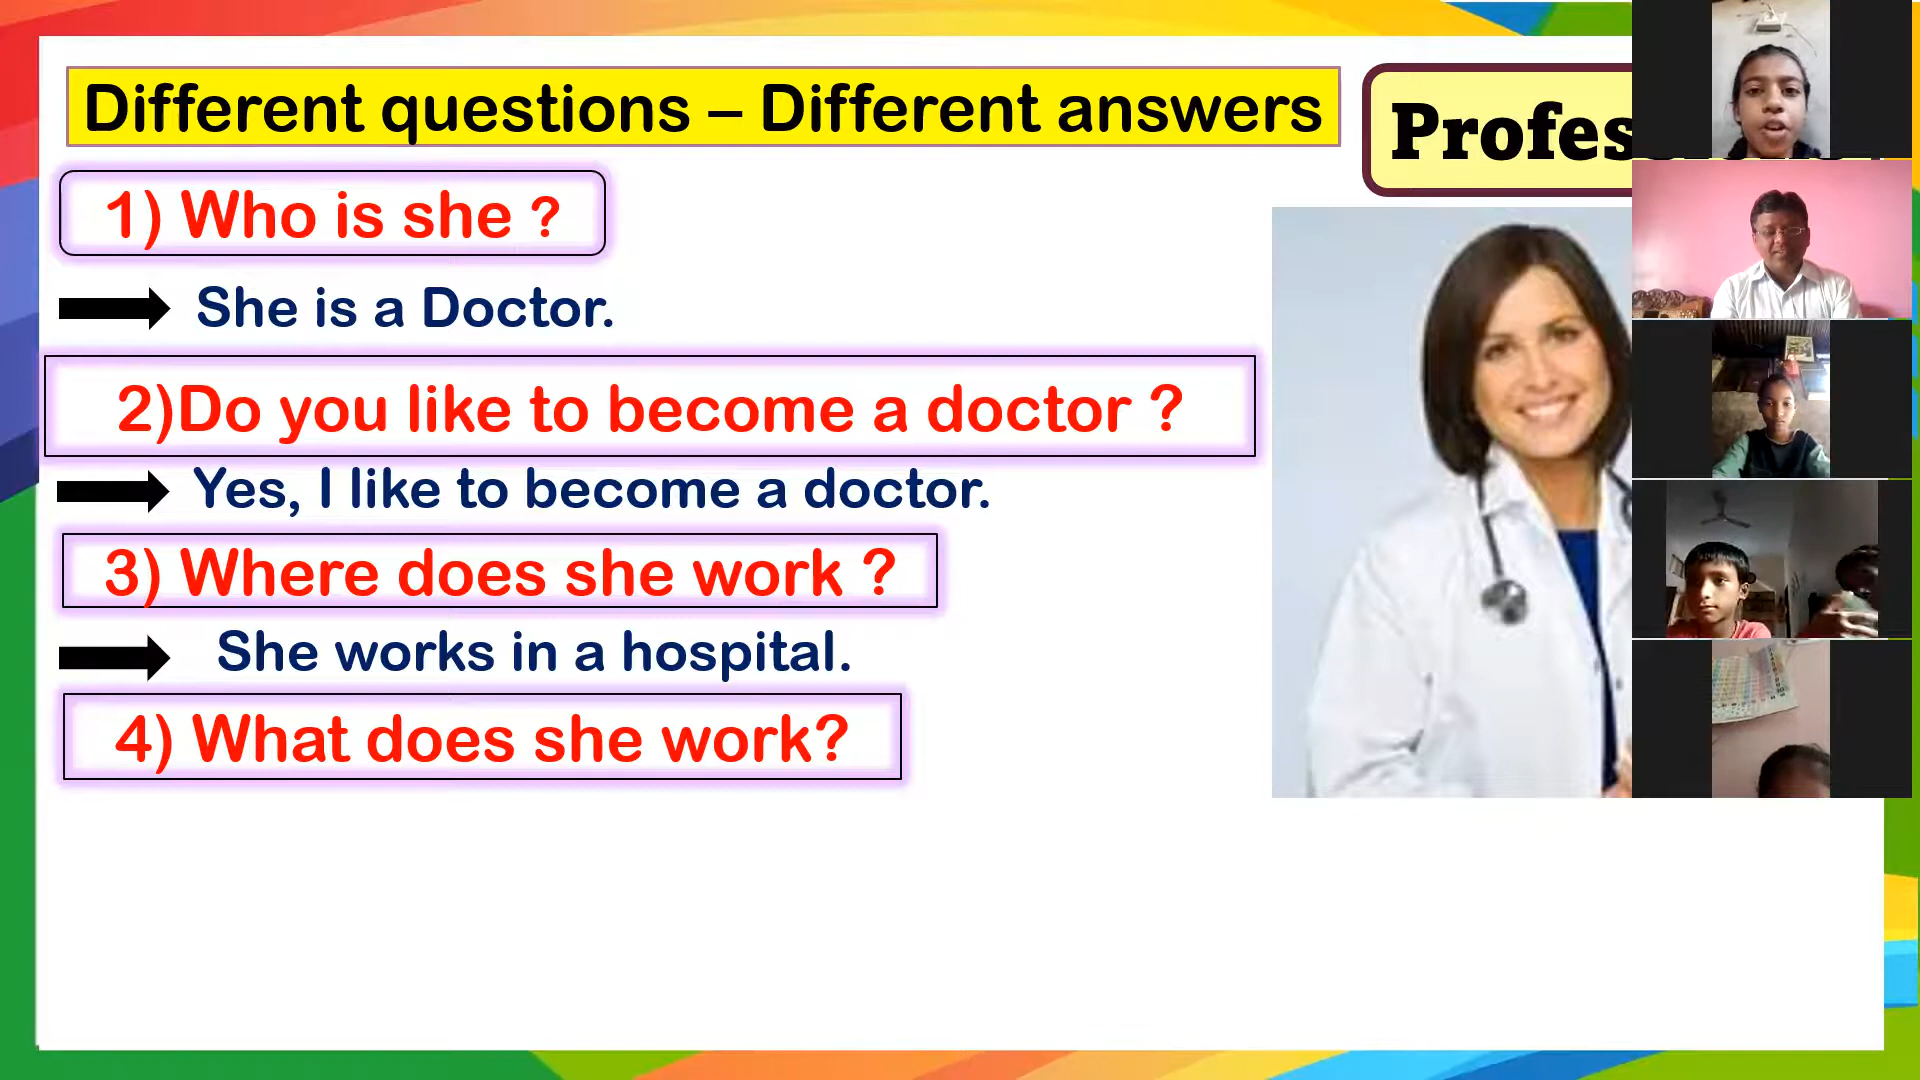 Different questions – Different answers
1) Who is she ?
She is a Doctor.
2)Do you like to become a doctor ?
Yes, I like to become a doctor.
3) Where does she work ?
She works in a hospital.
4) What does she work?